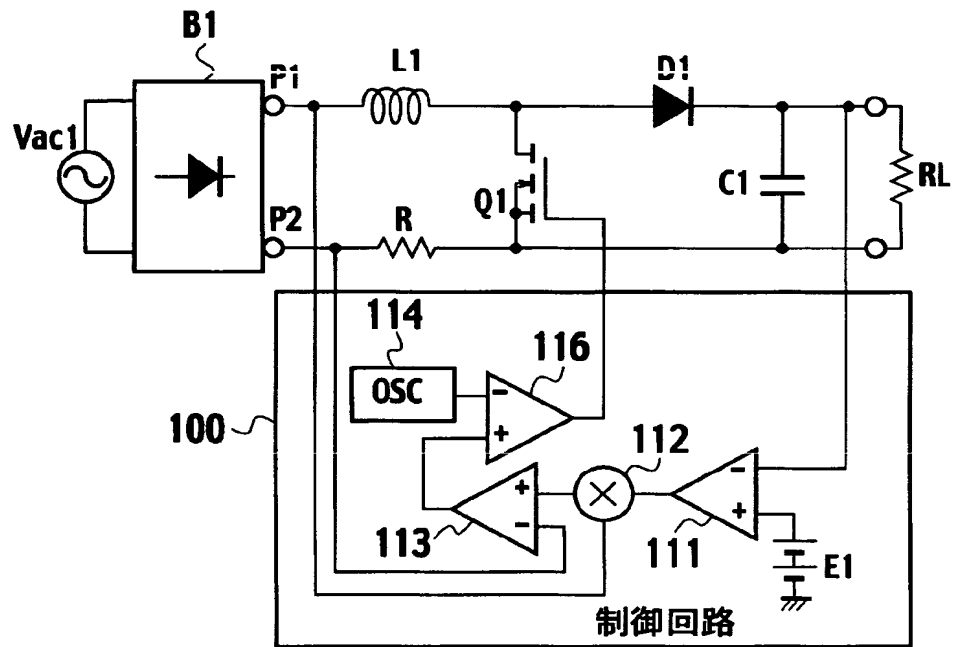 B1
P1
L1
D1
Vac1
Q1
C1
RL
P2
R
114
OSC
116
100
112
113
111
E1
制御回路